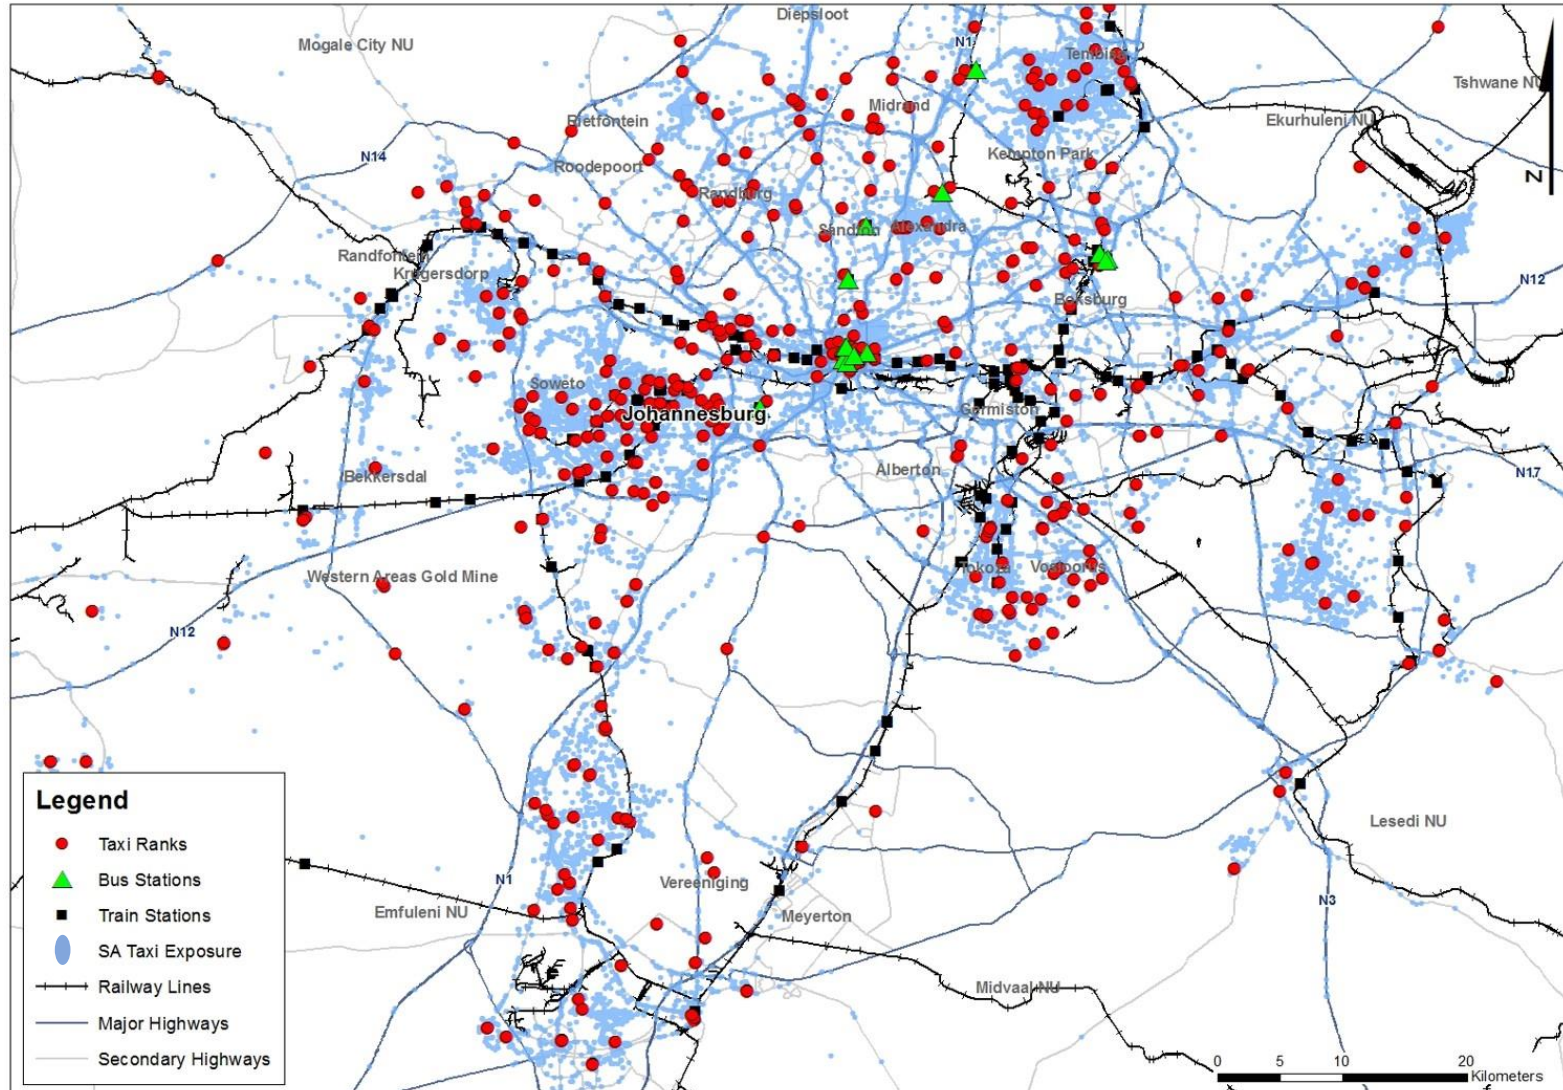 Diepsloot
Mogale City NU
N1
Tembisa
Tshwane NU
Midrand
Rietfontein
Ekurhuleni NU
N14
Kempton Park
Roodepoort
N
Randburg
Sandton
Alexandra
Randfontein
Krugersdorp
N12
Boksburg
Soweto
Johannesburg
Germiston
Bekkersdal
Alberton
N17
Western Areas Gold Mine
Tokoza
Vosloorus
N12
Legend
Taxi Ranks
Bus Stations
Train Stations
SA Taxi Exposure
Railway Lines
Major Highways
Secondary Highways
Lesedi NU
N1
Vereeniging
Emfuleni NU
Meyerton
N3
Midvaal NU
0 5 10 20
Kilometers